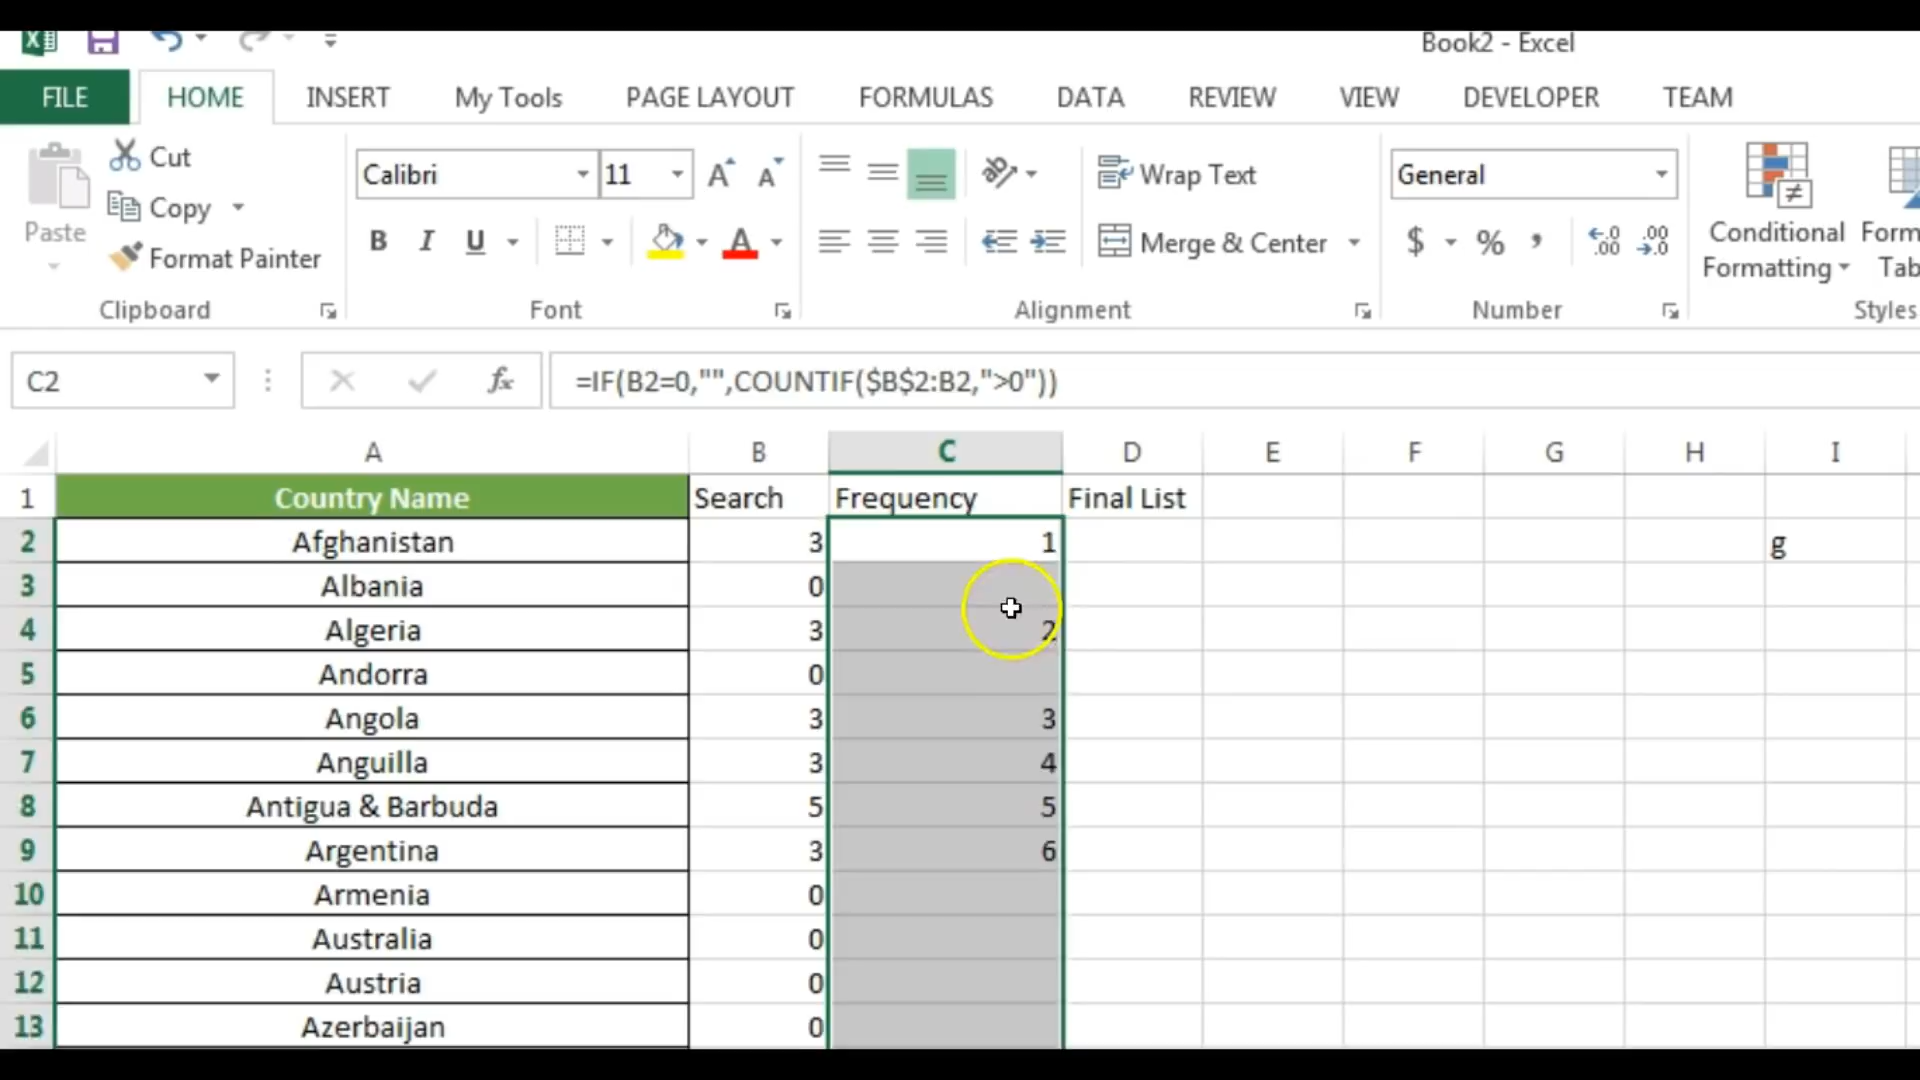 Book2 - Excel
FILE HOME INSERT My Tools PAGE LAYOUT FORMULAS DATA REVIEW VIEW DEVELOPER TEAM
Paste
Cut
Copy
Format Painter
Clipboard
Calibri 11
B I U
Font
Wrap Text
Merge & Center
Alignment
General
$ % ,
Number
Conditional
Formatting
Form
Tab
Styles
C2 fx =IF(B2=0,"",COUNTIF($B$2:B2,">0"))
A B C D E F G H I
1 Country Name Search Frequency Final List
2 Afghanistan 3 1 g
3 Albania 0
4 Algeria 3 2
5 Andorra 0
6 Angola 3 3
7 Anguilla 3 4
8 Antigua & Barbuda 5 5
9 Argentina 3 6
10 Armenia 0
11 Australia 0
12 Austria 0
13 Azerbaijan 0